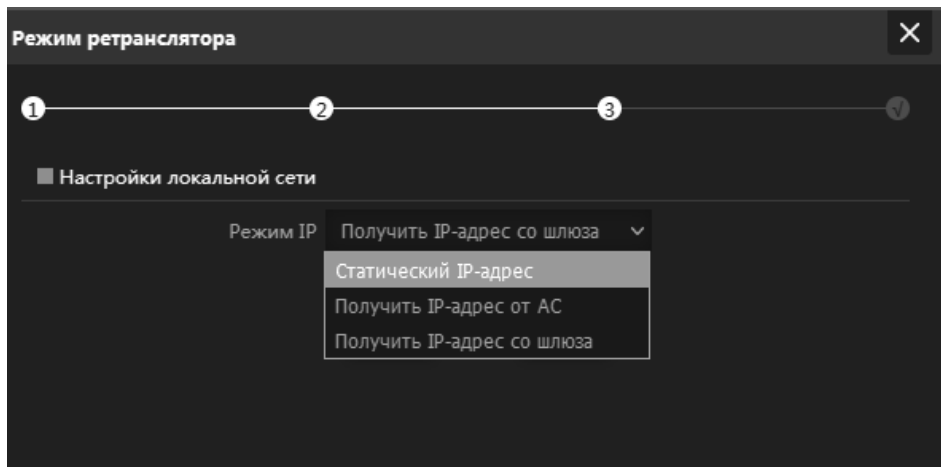 Режим ретранслятора
1 2 3 √
Настройки локальной сети
Режим IP Получить IP-адрес со шлюза
Статический IP-адрес
Получить IP-адрес от AC
Получить IP-адрес со шлюза